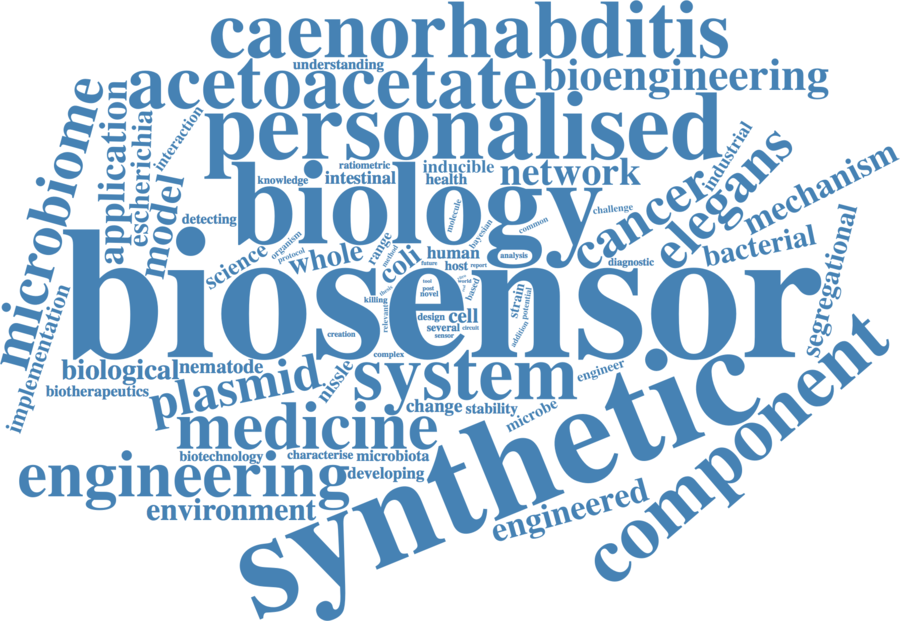 caenorhabditis
understanding
acetoacetate
bioengineering
personalised
microbiome
application
escherichia
interaction
model
ratiometric
inducible
knowledge
intestinal
health
network
industrial
biology
molecule
bayesian
common
challenge
cancer
elegans
mechanism
detecting
science
organism
protocol
whole
range
method
coli
future
human
host
report
analysis
diagnostic
bacterial
segregational
biosensor
killing
relevant
thesis
tool
post
novel
world
based
strain
potential
addition
design
cell
several
circuit
sensor
creation
complex
implementation
biological
nematode
biotherapeutics
plasmid
nissle
system
engineer
change
stability
microbe
medicine
synthetic
component
biotechnology
characterise
microbiota
engineering
developing
environment
engineered